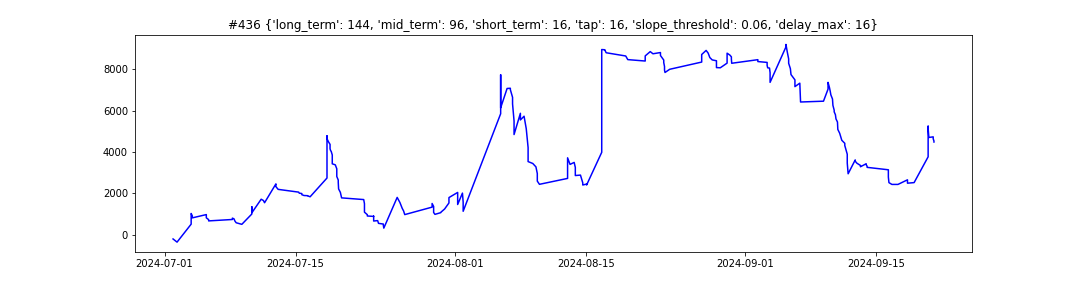 #436 {'long_term': 144, 'mid_term': 96, 'short_term': 16, 'tap': 16, 'slope_threshold': 0.06, 'delay_max': 16}
8000
6000
4000
2000
0
2024-07-01 2024-07-15 2024-08-01 2024-08-15 2024-09-01 2024-09-15